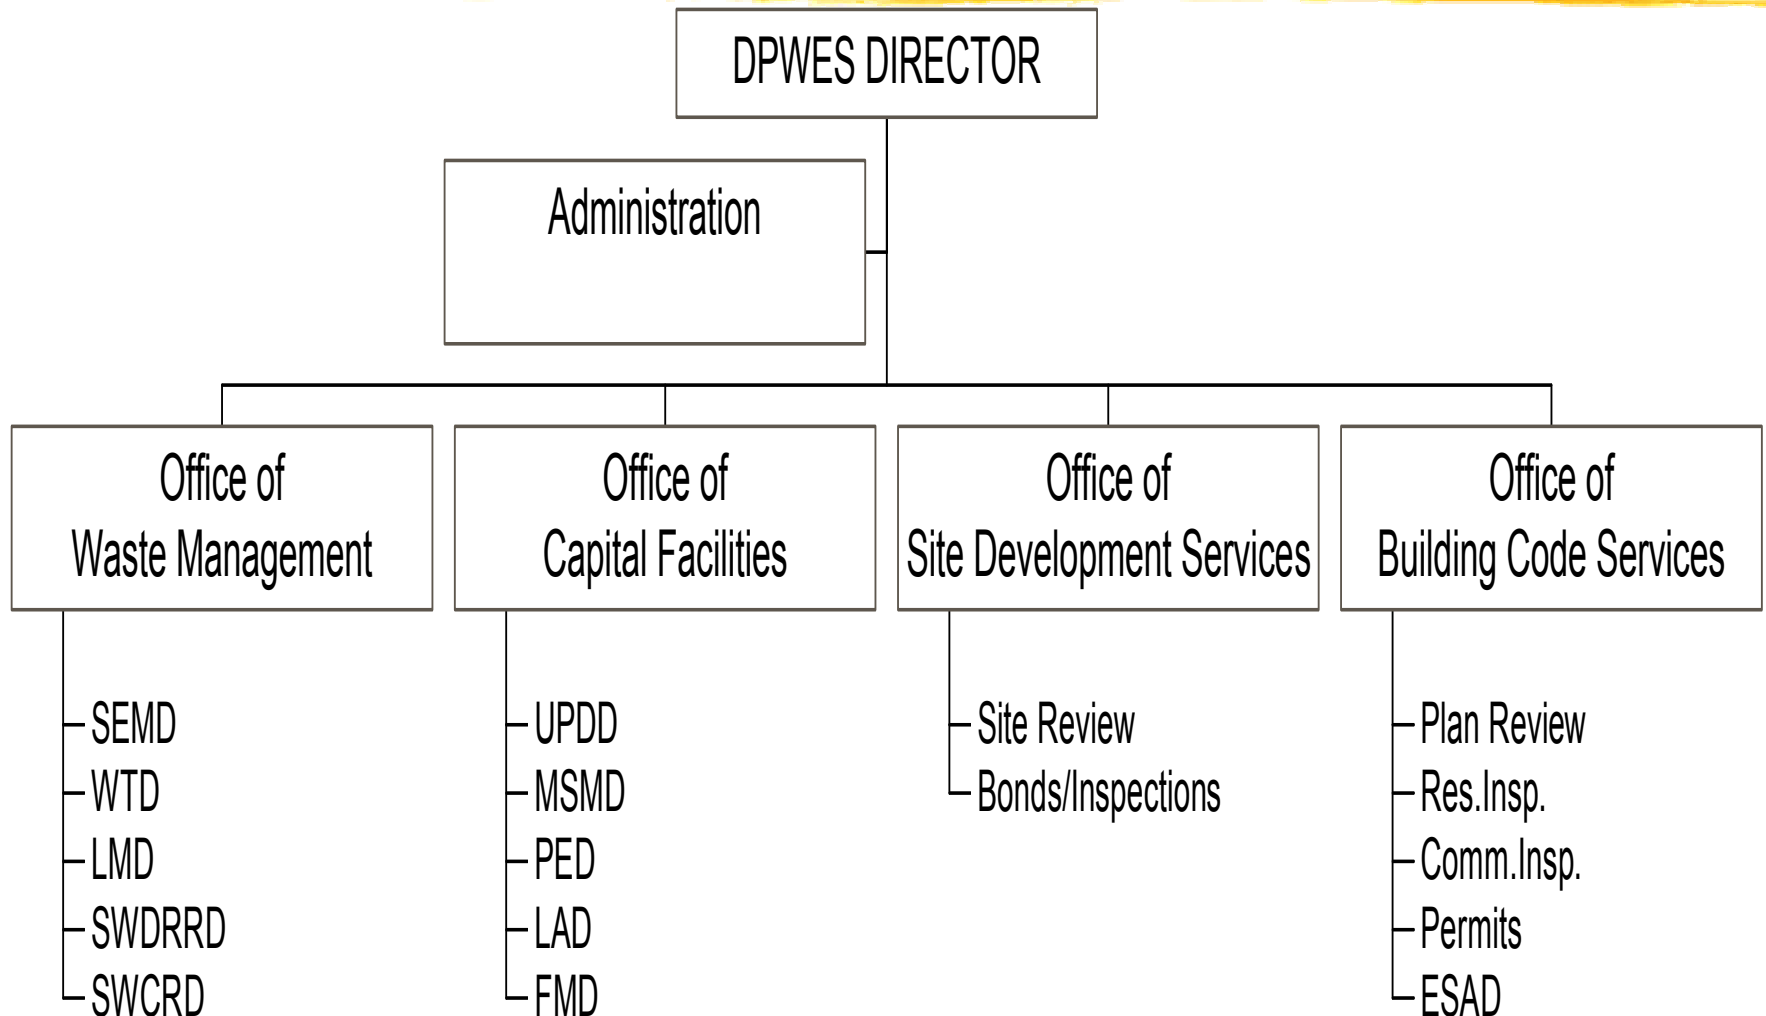 DPWES DIRECTOR
Administration
Office of
Waste Management
Office of
Capital Facilities
Office of
Site Development Services
Office of
Building Code Services
SEMD
WTD
LMD
SWDRRD
SWCRD
UPDD
MSMD
PED
LAD
FMD
Site Review
Bonds/Inspections
Plan Review
Res.Insp.
Comm.Insp.
Permits
ESAD